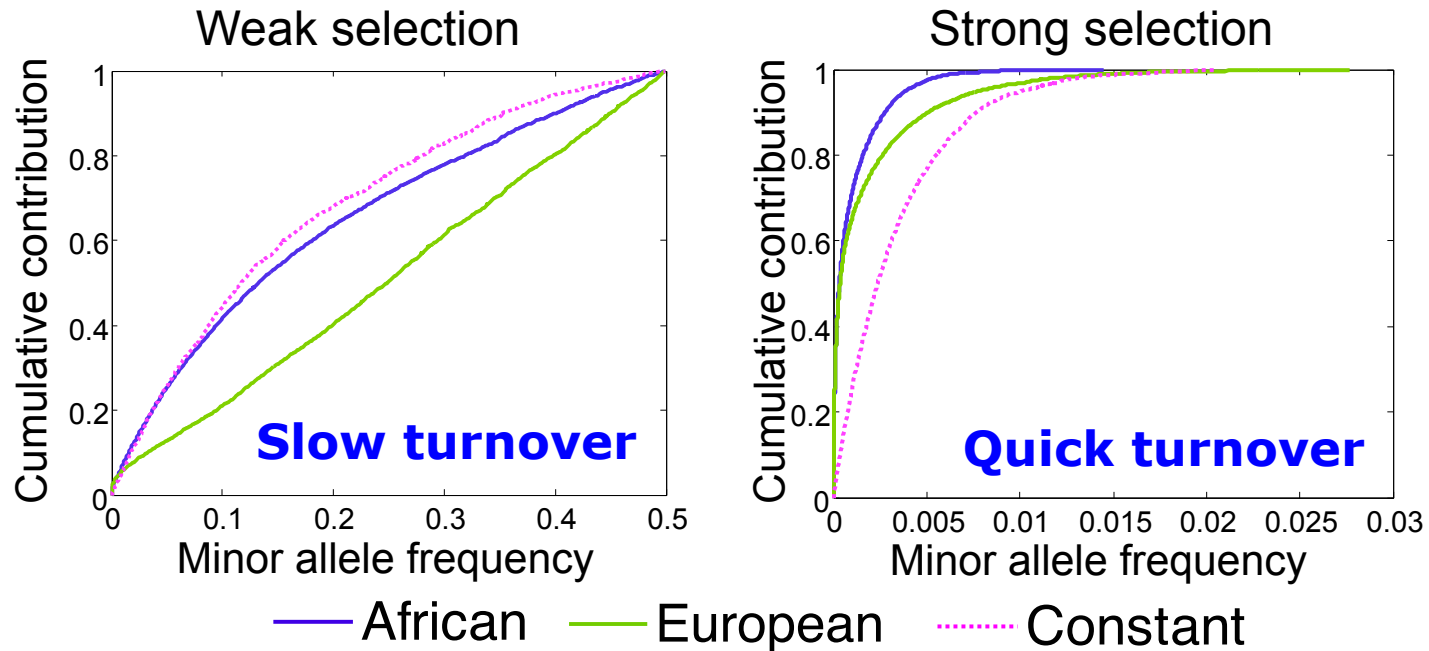 Weak selection
Cumulative contribution
1
0.8
0.6
0.4
0.2
0
0 0.1 0.2 0.3 0.4 0.5
Minor allele frequency
Slow turnover
Strong selection
Cumulative contribution
1
0.8
0.6
0.4
0.2
0
0 0.005 0.01 0.015 0.02 0.025 0.03
Minor allele frequency
Quick turnover
African European Constant